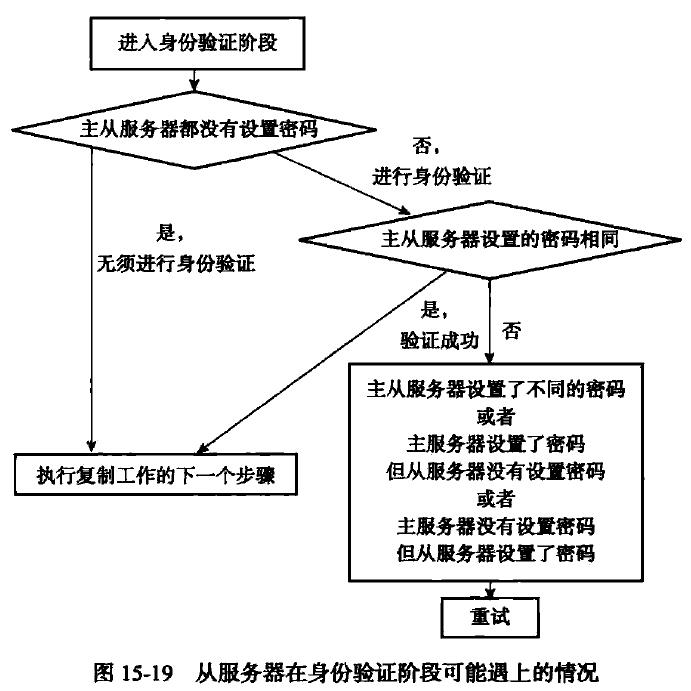 进入身份验证阶段
主从服务器都没有设置密码
否，
进行身份验证
是，
无须进行身份验证
主从服务器设置的密码相同
是，
验证成功
否
主从服务器设置了不同的密码
或者
主服务器设置了密码
但从服务器没有设置密码
或者
主服务器没有设置密码
但从服务器设置了密码
执行复制工作的下一个步骤
重试
图 15-19 从服务器在身份验证阶段可能遇上的情况